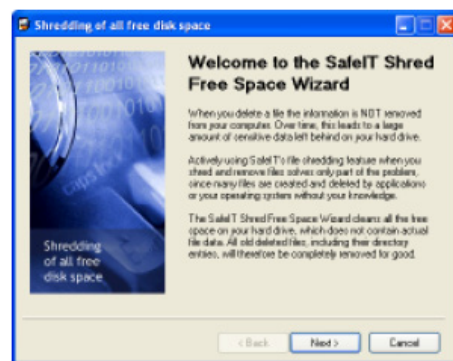 Shredding of all free disk space
Welcome to the SafeIT Shred
Free Space Wizard
When you delete a file the information is NOT removed
from your computer. Over time, this leads to a large
amount of sensitive data left behind on your hard drive.
Actively using SafeIT's file shredding feature when you
shred and remove files solves only part of the problem,
since many files are created and deleted by applications
or your operating system without your knowledge.
The SafeIT Shred Free Space Wizard cleans all the free
space on your hard drive, which does not contain actual
file data. All old deleted files, including their directory
entries, will therefore be completely removed for good.
caps lock
Shredding
of all free
disk space
< Back
Next >
Cancel